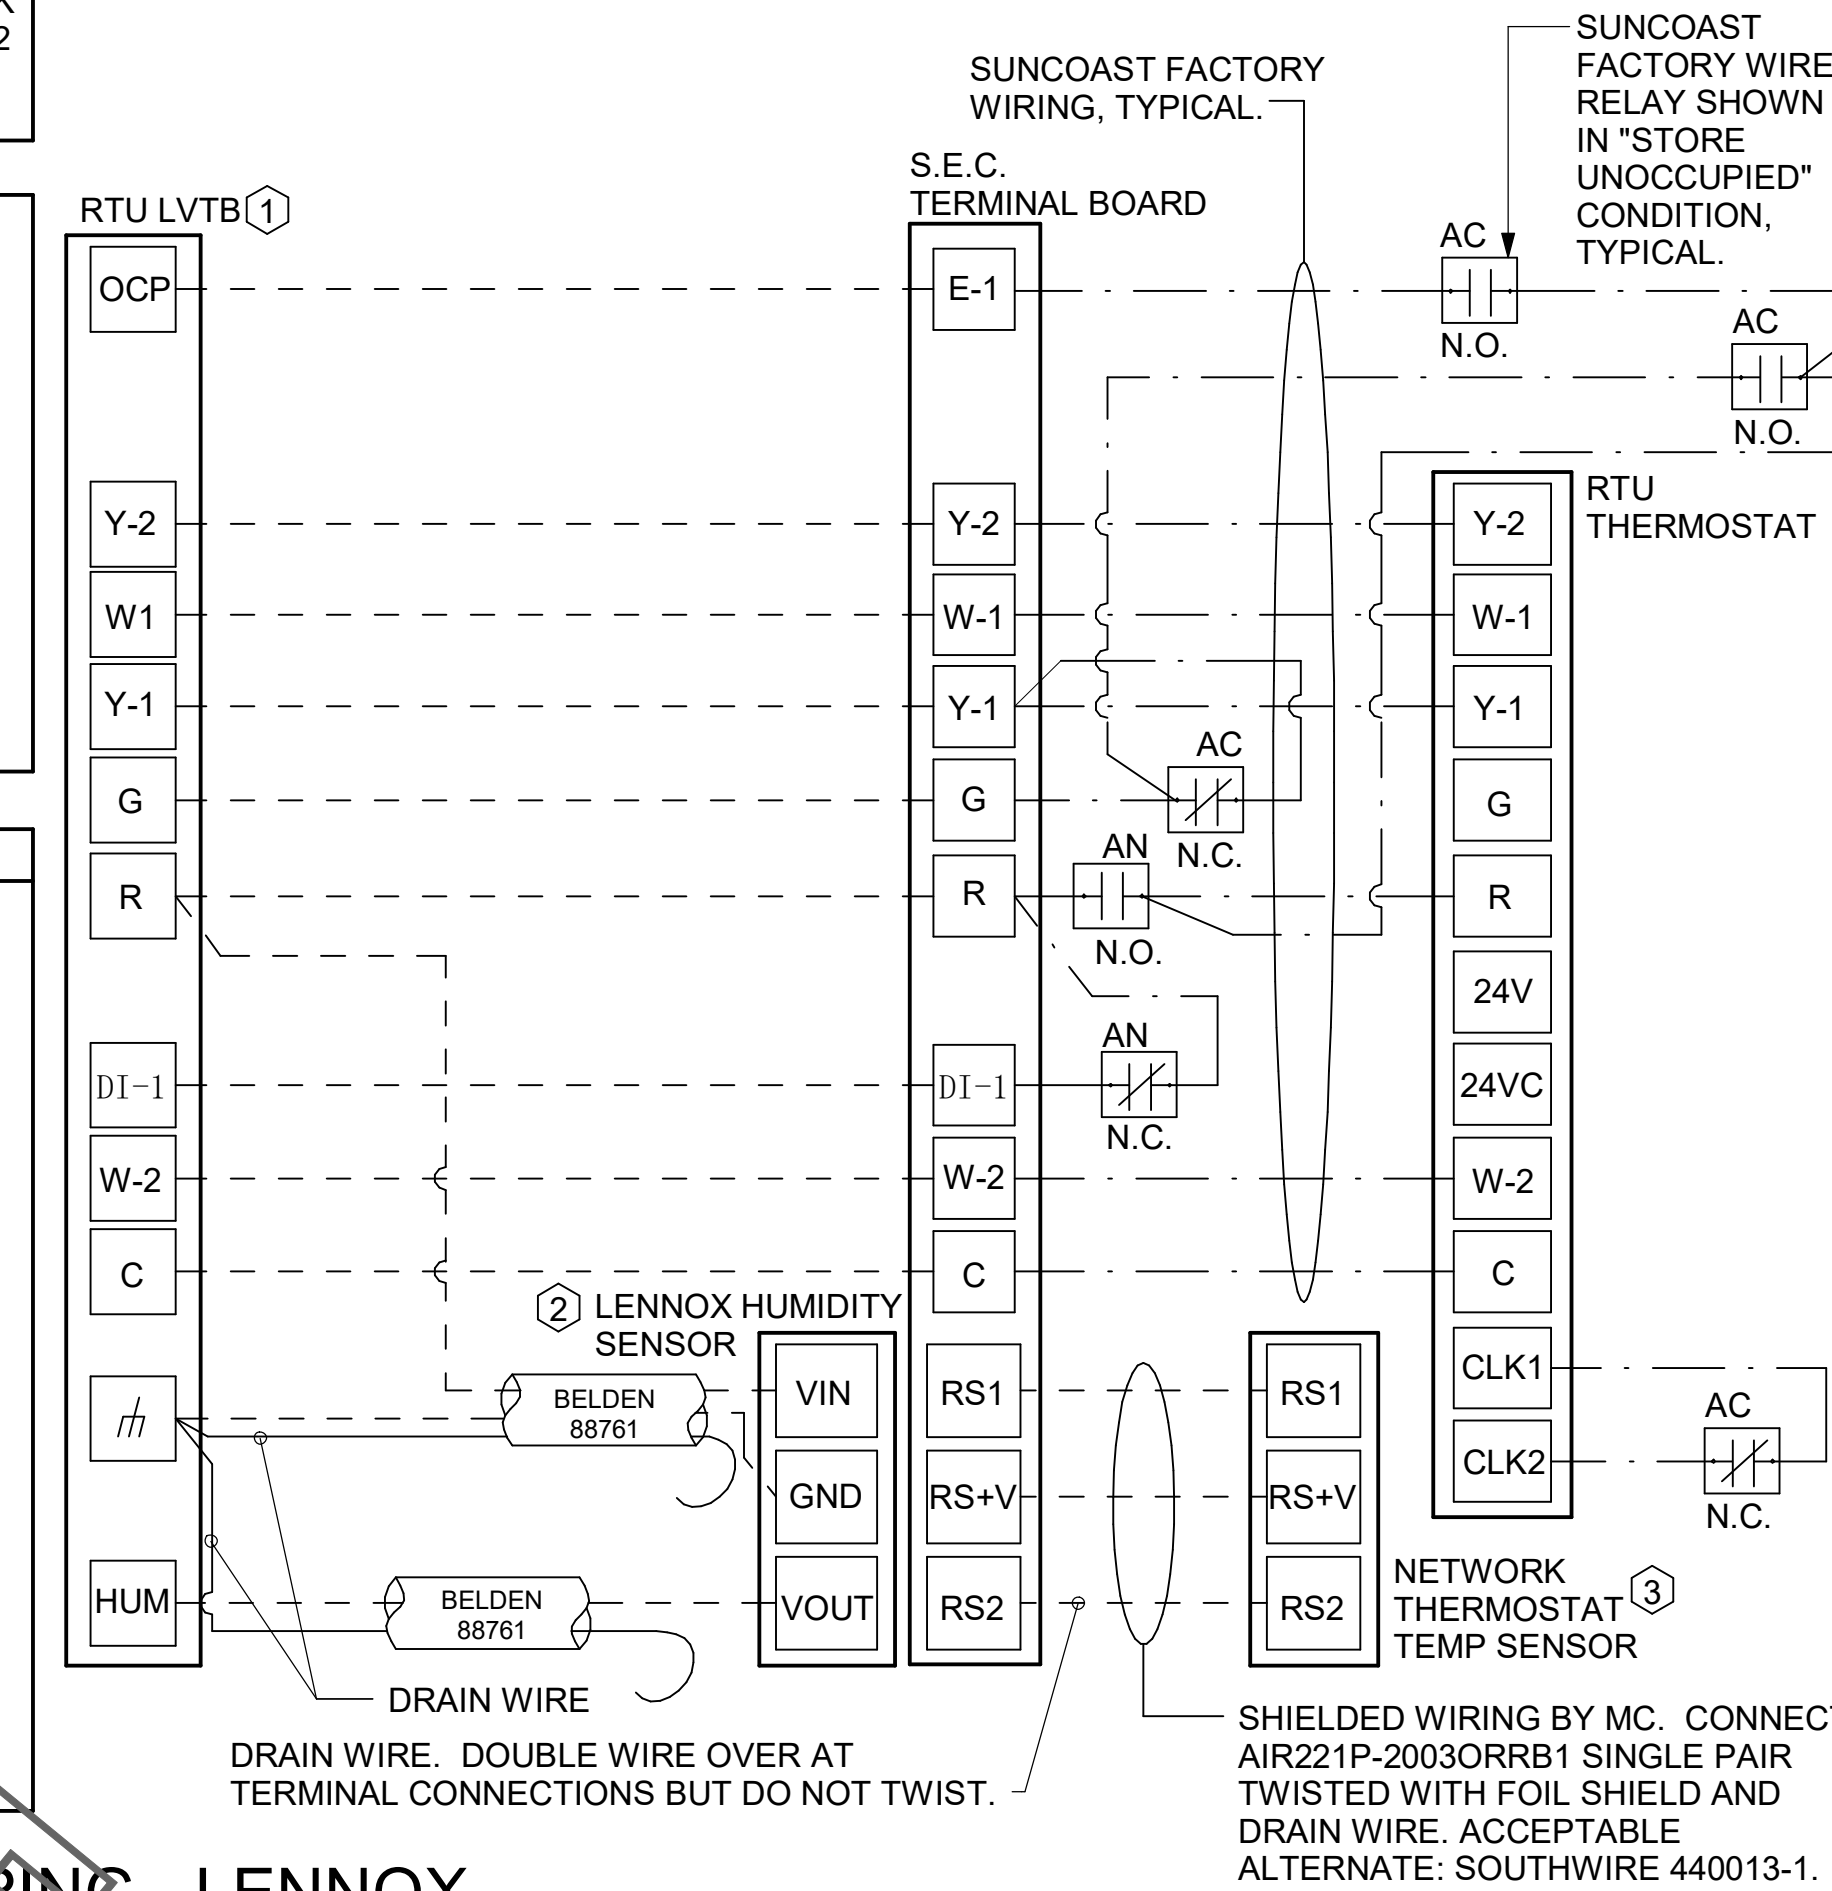 2
SUNCOAST FACTORY
WIRING, TYPICAL.
SUNCOAST
FACTORY WIRE
RELAY SHOWN
IN "STORE
UNOCCUPIED"
CONDITION,
TYPICAL.
RTU LVTB 1
S.E.C.
TERMINAL BOARD
OCP
Y-2
W1
Y-1
G
R
DI-1
W-2
C
HUM
E-1
Y-2
W-1
Y-1
G
R
DI-1
W-2
C
RS1
RS+V
RS2
AC
N.O.
AC
N.O.
AC
N.C.
AN
N.O.
AN
N.C.
RTU
THERMOSTAT
Y-2
W-1
Y-1
G
R
24V
24VC
W-2
C
CLK1
CLK2
AC
N.C.
2 LENNOX HUMIDITY
SENSOR
VIN
GND
VOUT
BELDEN
88761
BELDEN
88761
RS1
RS+V
RS2
NETWORK
THERMOSTAT 3
TEMP SENSOR
DRAIN WIRE
DRAIN WIRE. DOUBLE WIRE OVER AT
TERMINAL CONNECTIONS BUT DO NOT TWIST.
SHIELDED WIRING BY MC. CONNECT
AIR221P-2003ORRB1 SINGLE PAIR
TWISTED WITH FOIL SHIELD AND
DRAIN WIRE. ACCEPTABLE
ALTERNATE: SOUTHWIRE 440013-1.
LENNOX